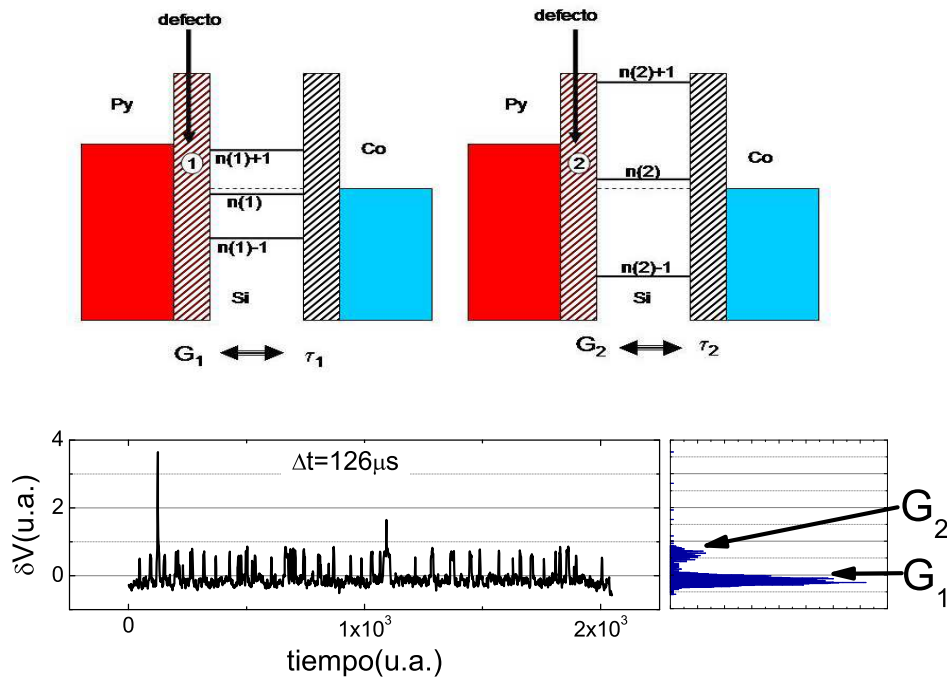 defecto
Py
1
n(1)+1
n(1)
n(1)-1
Si
Co
G₁ τ₁
defecto
Py
2
n(2)+1
n(2)
n(2)-1
Si
Co
G₂ τ₂
δV(u.a.)
4
2
0
Δt=126μs
0 1x10³ 2x10³
tiempo(u.a.)
G₂
G₁